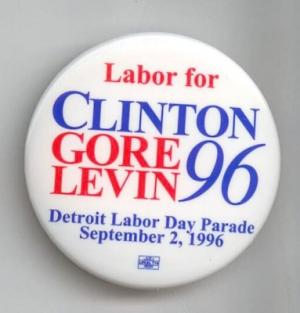 Labor for
CLINTON
GORE 96
LEVIN
Detroit Labor Day Parade
September 2, 1996